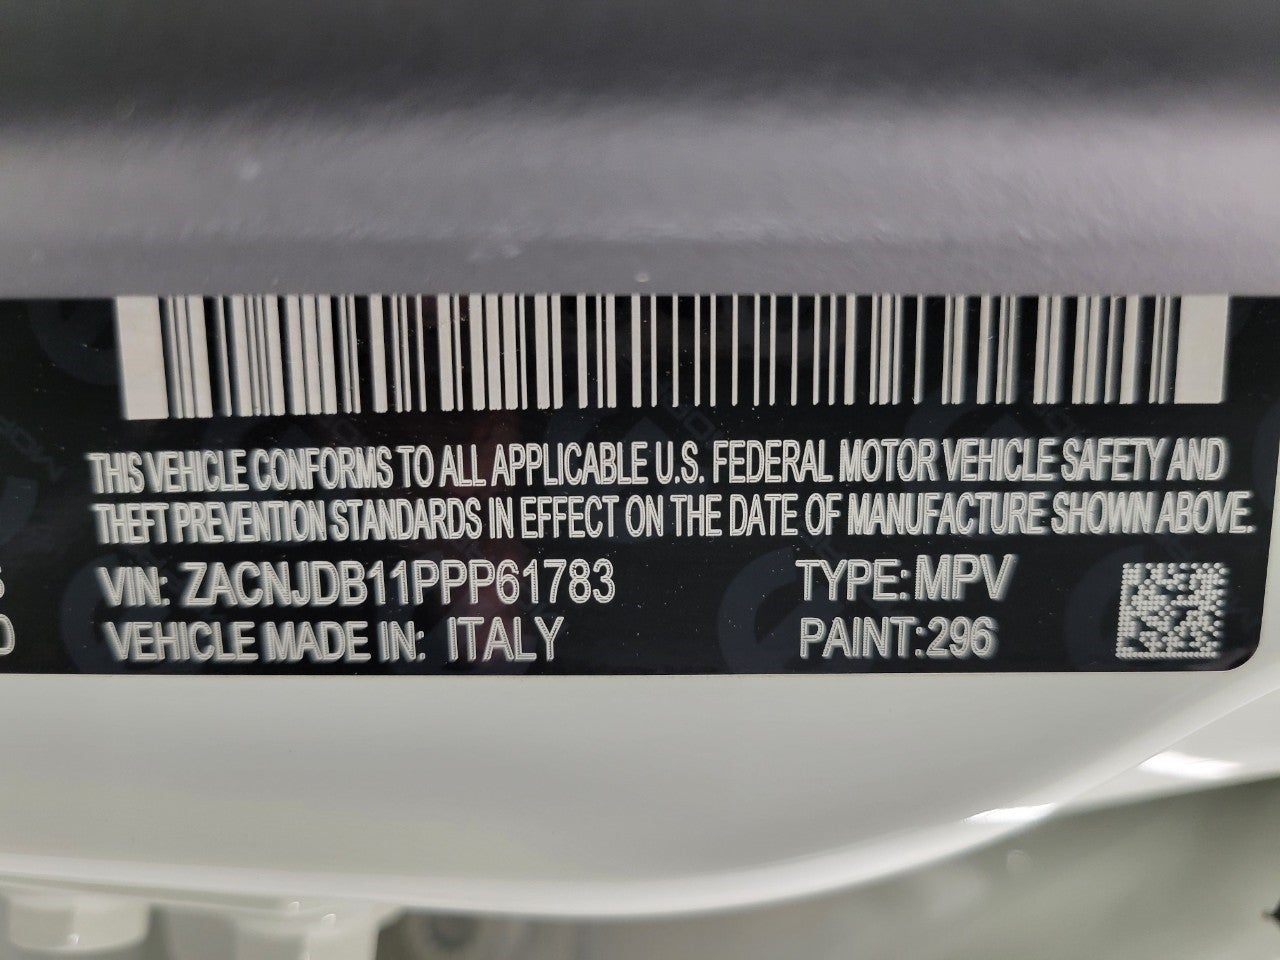 THIS VEHICLE CONFORMS TO ALL APPLICABLE U.S. FEDERAL MOTOR VEHICLE SAFETY AND
THEFT PREVENTION STANDARDS IN EFFECT ON THE DATE OF MANUFACTURE SHOWN ABOVE.
VIN: ZACNJDB11PPP61783 TYPE: MPV
VEHICLE MADE IN: ITALY PAINT: 296